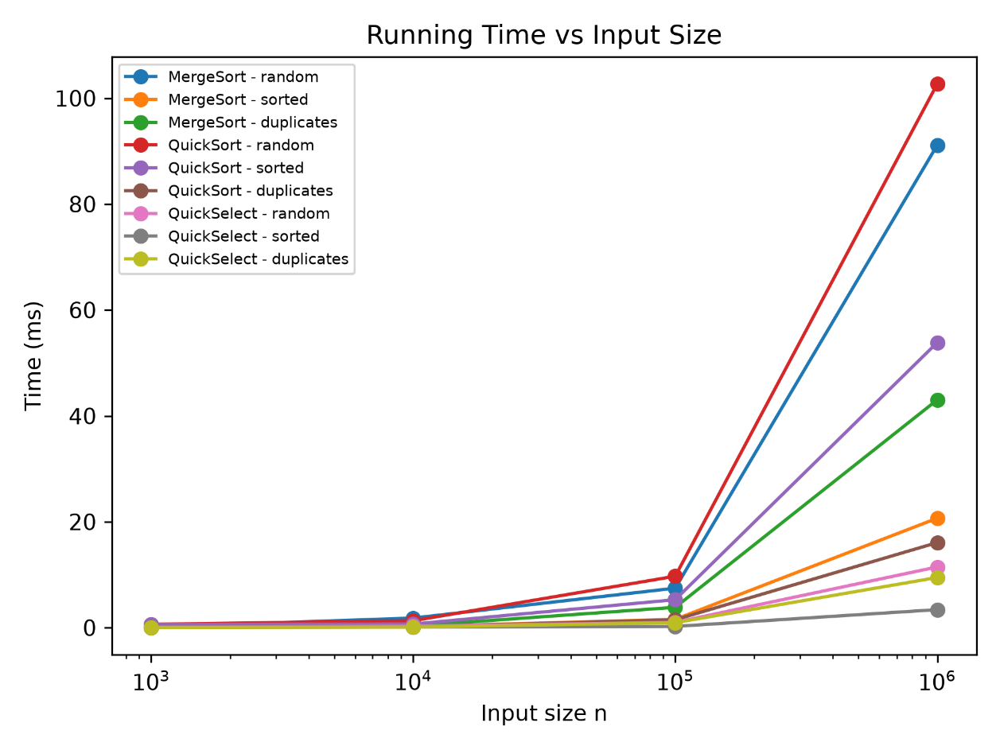 Running Time vs Input Size
MergeSort - random
MergeSort - sorted
MergeSort - duplicates
QuickSort - random
QuickSort - sorted
QuickSort - duplicates
QuickSelect - random
QuickSelect - sorted
QuickSelect - duplicates
100
80
60
40
20
0
Time (ms)
10³ 10⁴ 10⁵ 10⁶
Input size n